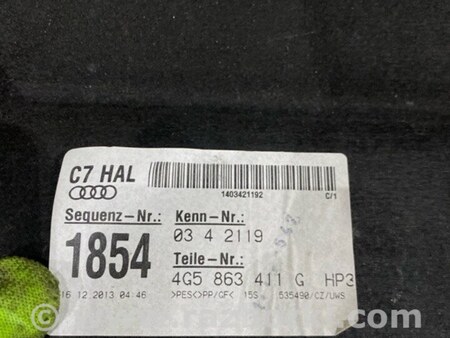 C7 HAL
1403421192
C/1
Sequenz-Nr.: Kenn-Nr.:
1854
03 4 2119
Teile-Nr.:
4G5 863 411 G HP3
16 12.2013 04:46
>PES<>PP/GF< 15S 535490/CZ/UWS
.com